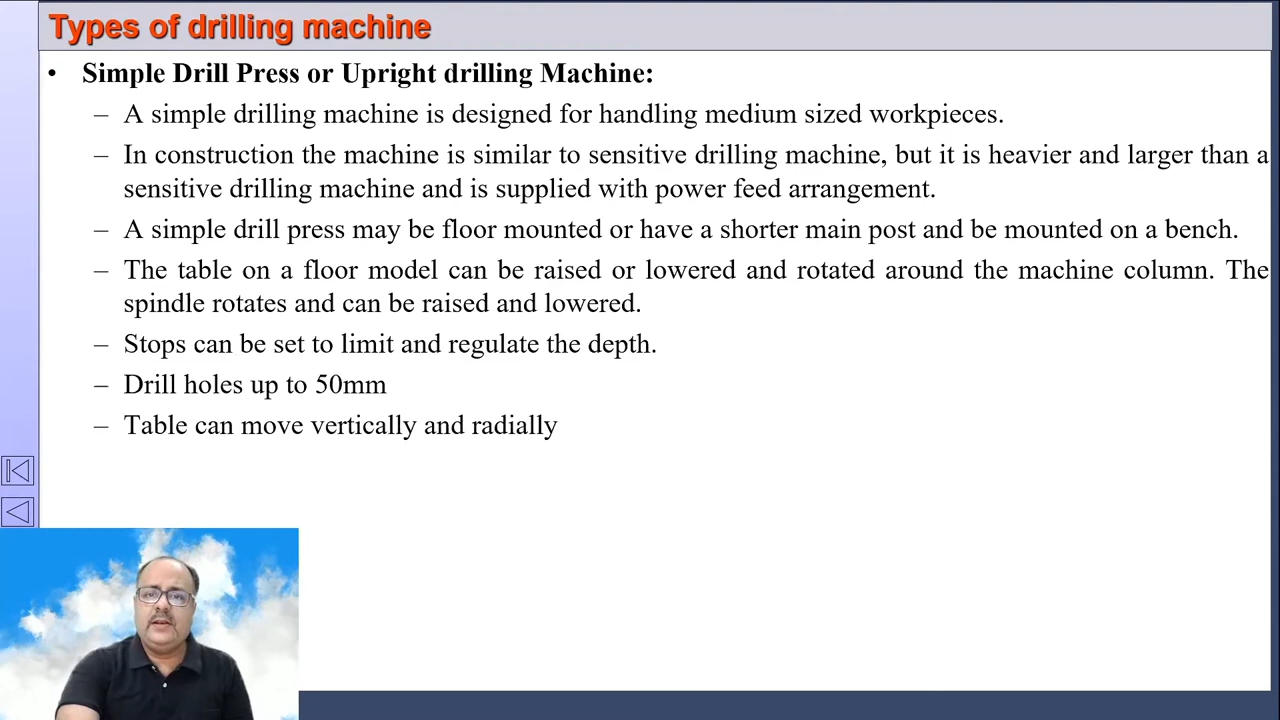 Types of drilling machine
• Simple Drill Press or Upright drilling Machine:
– A simple drilling machine is designed for handling medium sized workpieces.
– In construction the machine is similar to sensitive drilling machine, but it is heavier and larger than a
sensitive drilling machine and is supplied with power feed arrangement.
– A simple drill press may be floor mounted or have a shorter main post and be mounted on a bench.
– The table on a floor model can be raised or lowered and rotated around the machine column. The
spindle rotates and can be raised and lowered.
– Stops can be set to limit and regulate the depth.
– Drill holes up to 50mm
– Table can move vertically and radially